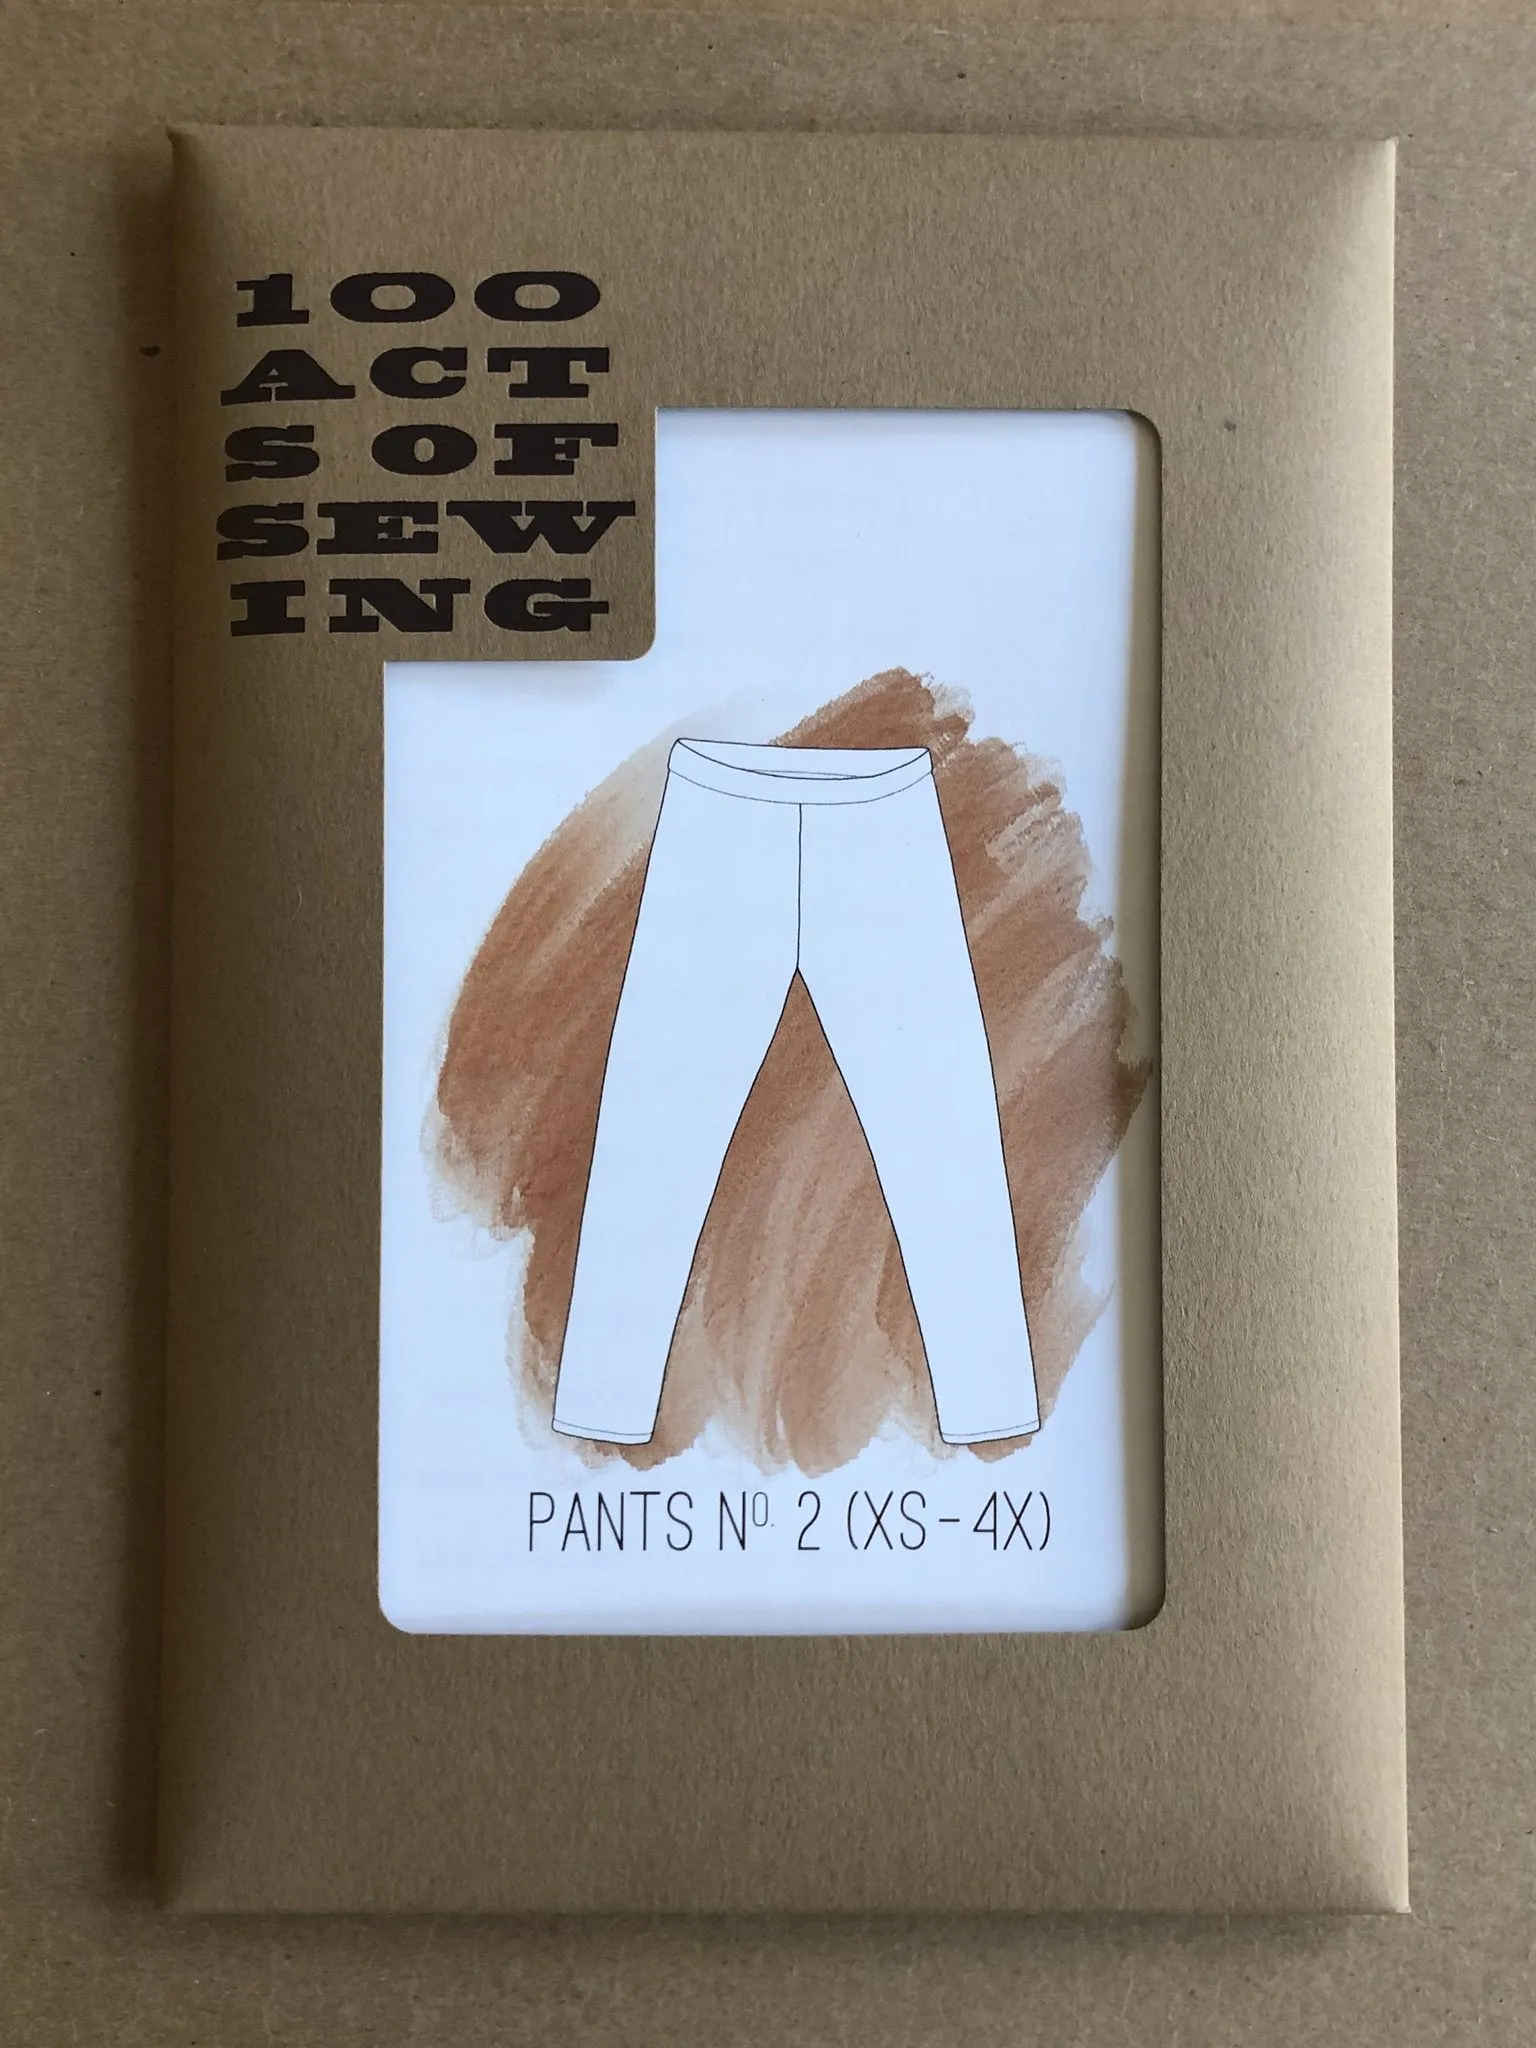 100
ACT
S OF
SEW
ING
PANTS Nº. 2 (XS-4X)